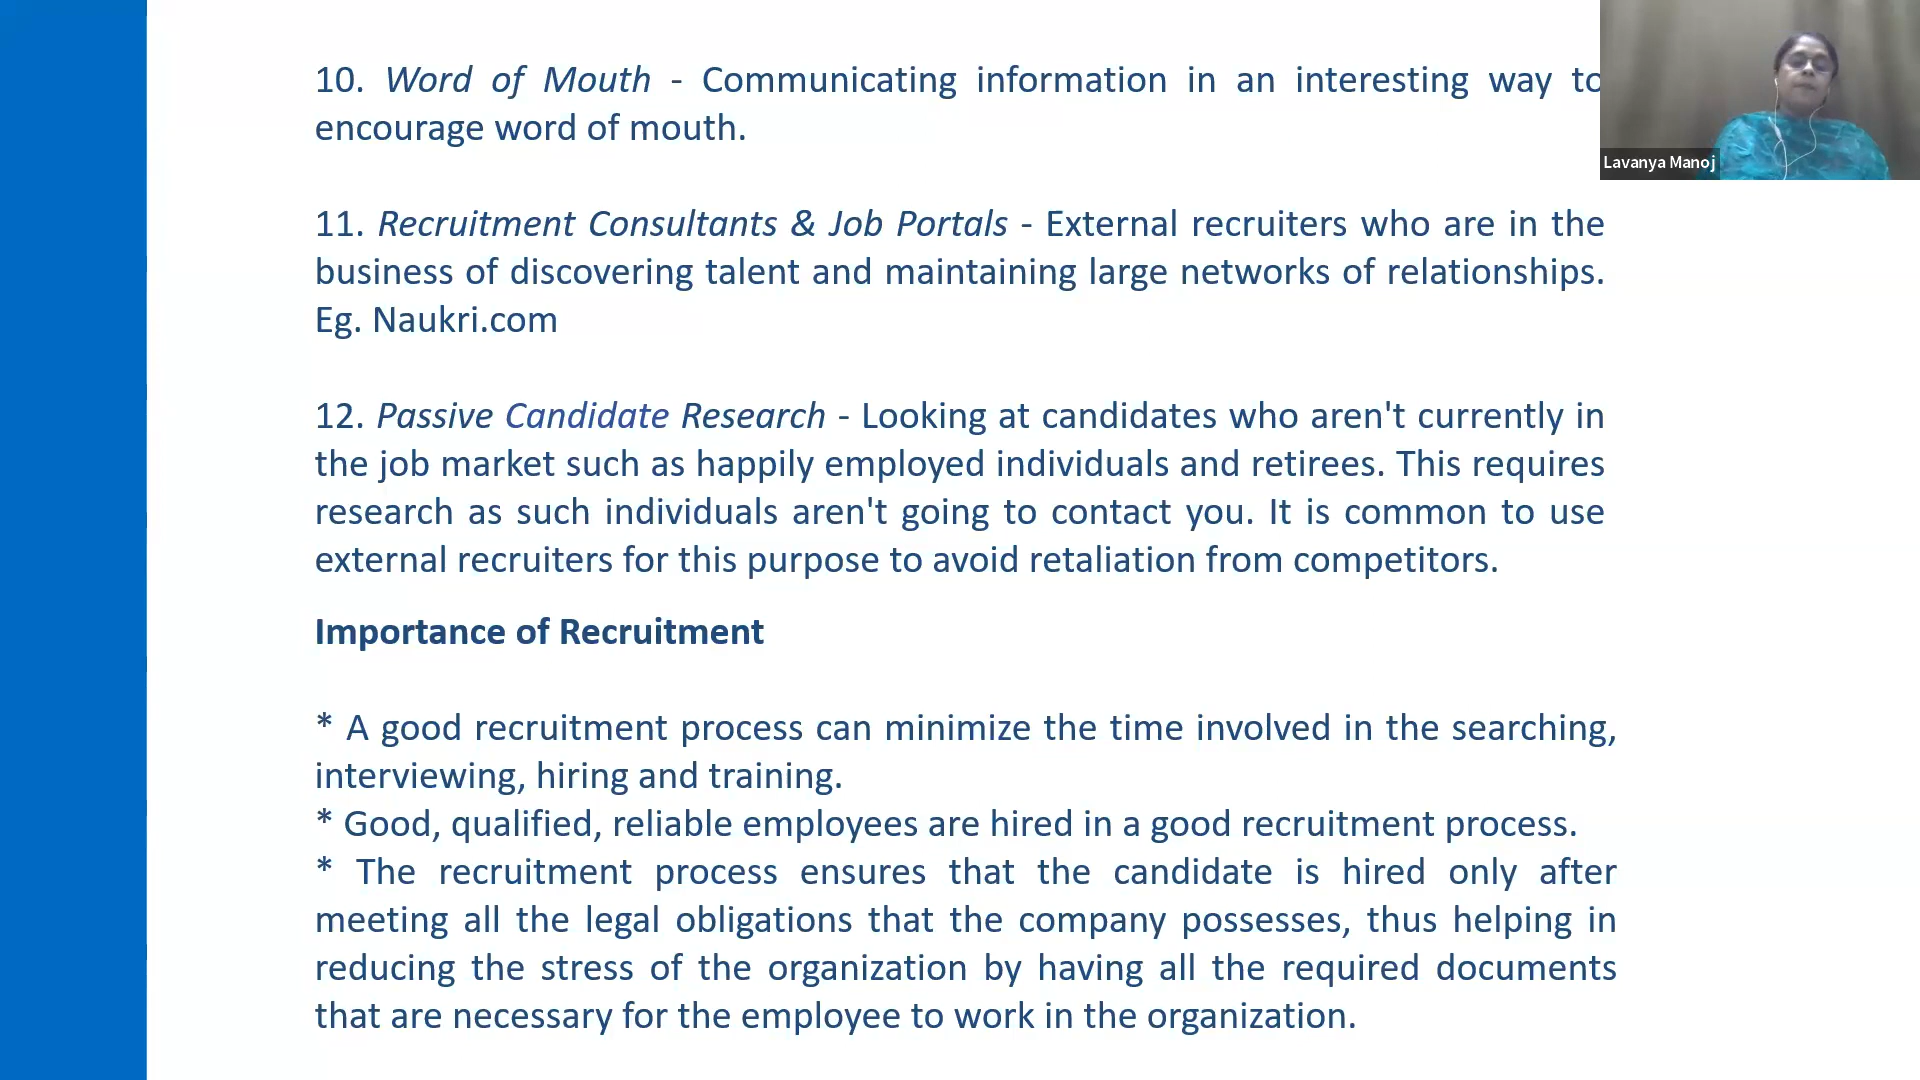 10. Word of Mouth - Communicating information in an interesting way to
encourage word of mouth.
11. Recruitment Consultants & Job Portals - External recruiters who are in the
business of discovering talent and maintaining large networks of relationships.
Eg. Naukri.com
12. Passive Candidate Research - Looking at candidates who aren't currently in
the job market such as happily employed individuals and retirees. This requires
research as such individuals aren't going to contact you. It is common to use
external recruiters for this purpose to avoid retaliation from competitors.
Importance of Recruitment
* A good recruitment process can minimize the time involved in the searching,
interviewing, hiring and training.
* Good, qualified, reliable employees are hired in a good recruitment process.
* The recruitment process ensures that the candidate is hired only after
meeting all the legal obligations that the company possesses, thus helping in
reducing the stress of the organization by having all the required documents
that are necessary for the employee to work in the organization.
Lavanya Manoj